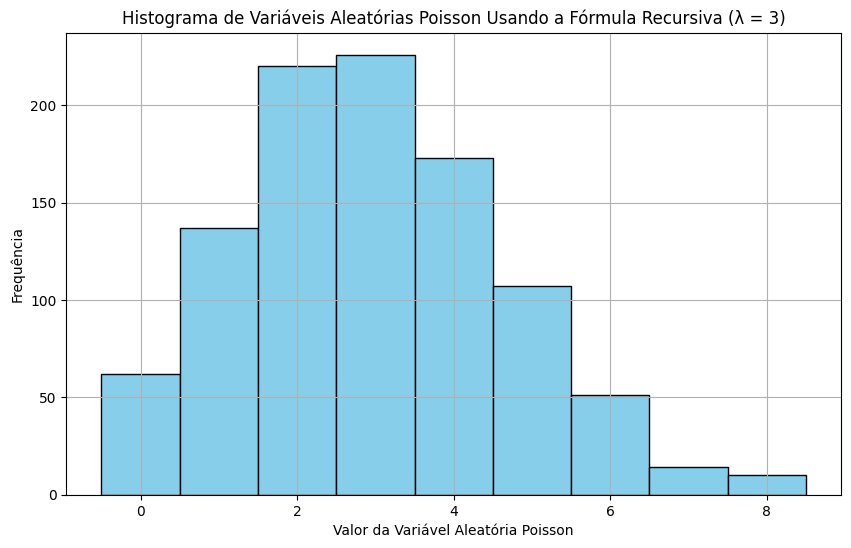 Histograma de Variáveis Aleatórias Poisson Usando a Fórmula Recursiva (λ = 3)
200
150
100
50
0
Frequência
0 2 4 6 8
Valor da Variável Aleatória Poisson